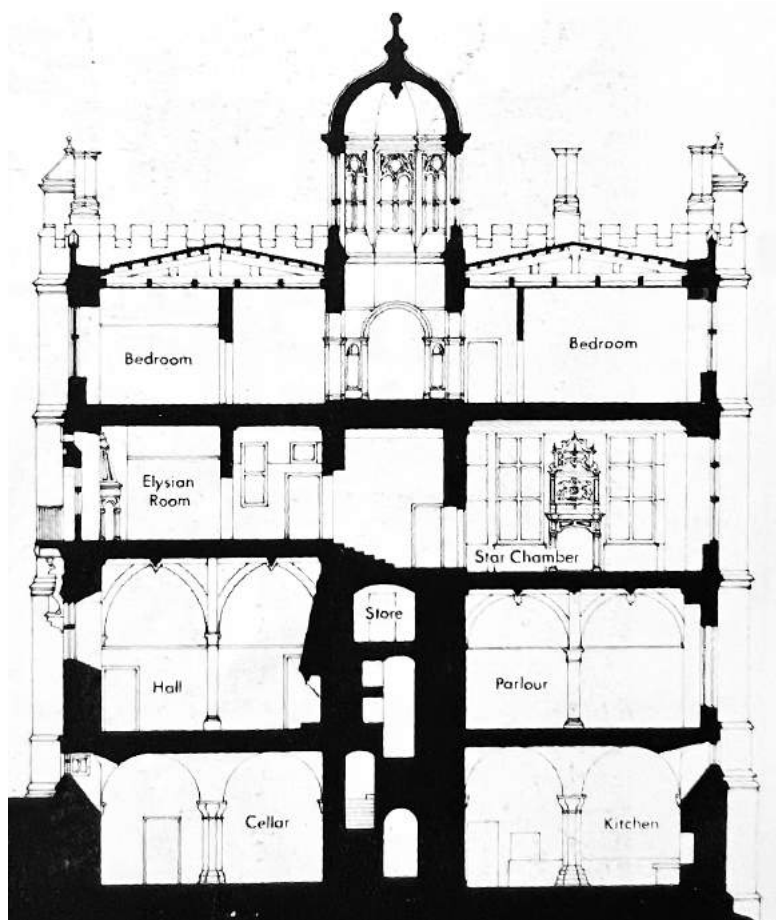 Bedroom
Bedroom
Elysian
Room
Star Chamber
Store
Hall
Parlour
Cellar
Kitchen